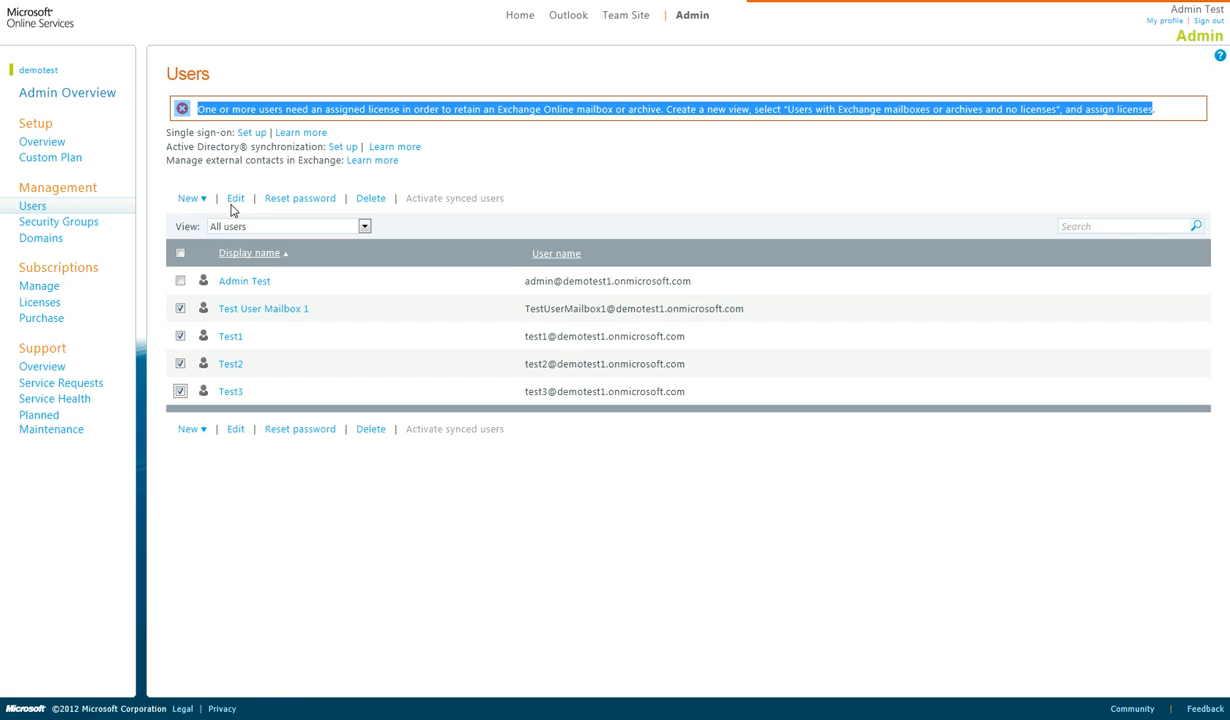 Microsoft®
Online Services
Home Outlook Team Site | Admin
Admin Test
My profile | Sign out
Admin
demotest
Admin Overview
Setup
Overview
Custom Plan
Management
Users
Security Groups
Domains
Subscriptions
Manage
Licenses
Purchase
Support
Overview
Service Requests
Service Health
Planned
Maintenance
Users
One or more users need an assigned license in order to retain an Exchange Online mailbox or archive. Create a new view, select "Users with Exchange mailboxes or archives and no licenses", and assign licenses.
Single sign-on: Set up | Learn more
Active Directory® synchronization: Set up | Learn more
Manage external contacts in Exchange: Learn more
New | Edit | Reset password | Delete | Activate synced users
View: All users Search
Display name User name
Admin Test admin@demotest1.onmicrosoft.com
Test User Mailbox 1 TestUserMailbox1@demotest1.onmicrosoft.com
Test1 test1@demotest1.onmicrosoft.com
Test2 test2@demotest1.onmicrosoft.com
Test3 test3@demotest1.onmicrosoft.com
New | Edit | Reset password | Delete | Activate synced users
Microsoft ©2012 Microsoft Corporation Legal | Privacy Community | Feedback